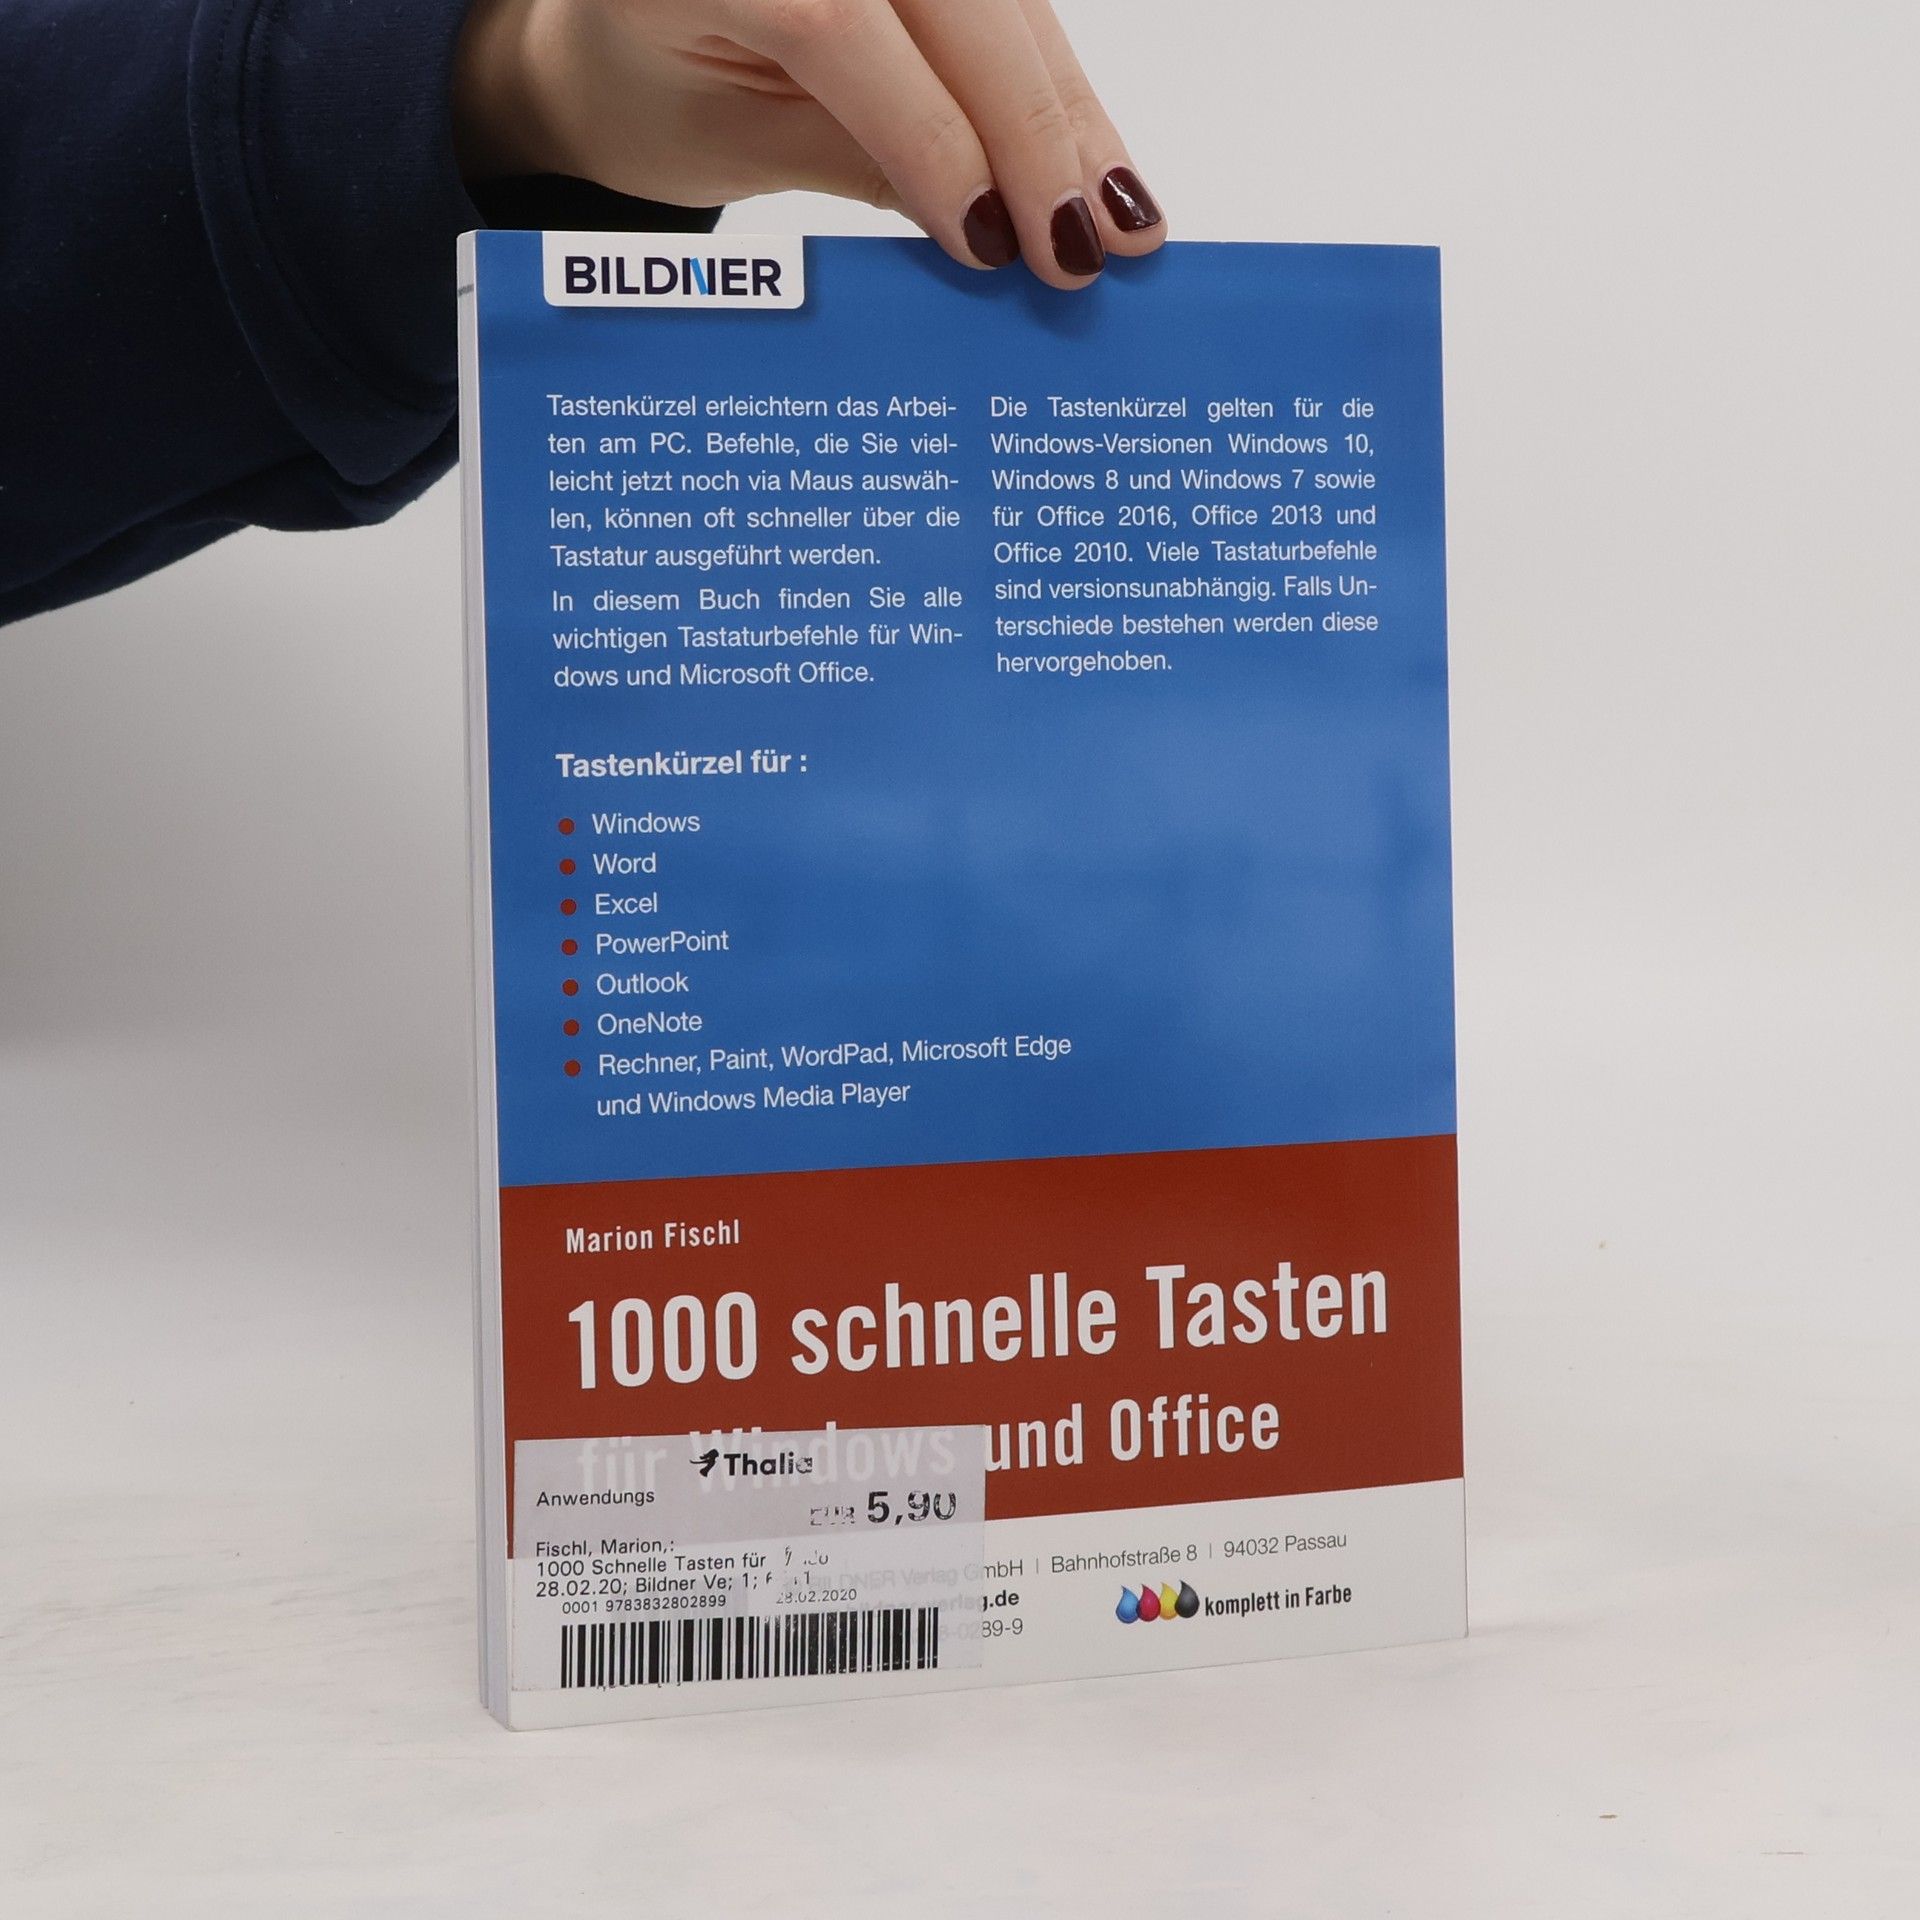 BILDNER
Tastenkürzel erleichtern das Arbei-
ten am PC. Befehle, die Sie viel-
leicht jetzt noch via Maus auswäh-
len, können oft schneller über die
Tastatur ausgeführt werden.
In diesem Buch finden Sie alle
wichtigen Tastaturbefehle für Win-
dows und Microsoft Office.
Die Tastenkürzel gelten für die
Windows-Versionen Windows 10,
Windows 8 und Windows 7 sowie
für Office 2016, Office 2013 und
Office 2010. Viele Tastaturbefehle
sind versionsunabhängig. Falls Un-
terschiede bestehen werden diese
hervorgehoben.
Tastenkürzel für :
Windows
Word
Excel
PowerPoint
Outlook
OneNote
Rechner, Paint, WordPad, Microsoft Edge
und Windows Media Player
Marion Fischl
1000 schnelle Tasten
für Windows und Office
Thalia
Anwendungs
EUR 5,90
Fischl, Marion,:
1000 Schnelle Tasten für
28.02.20; Bildner Ve; 1;
0001 9783832802899 28.02.2020
BILDNER Verlag GmbH | Bahnhofstraße 8 | 94032 Passau
komplett in Farbe